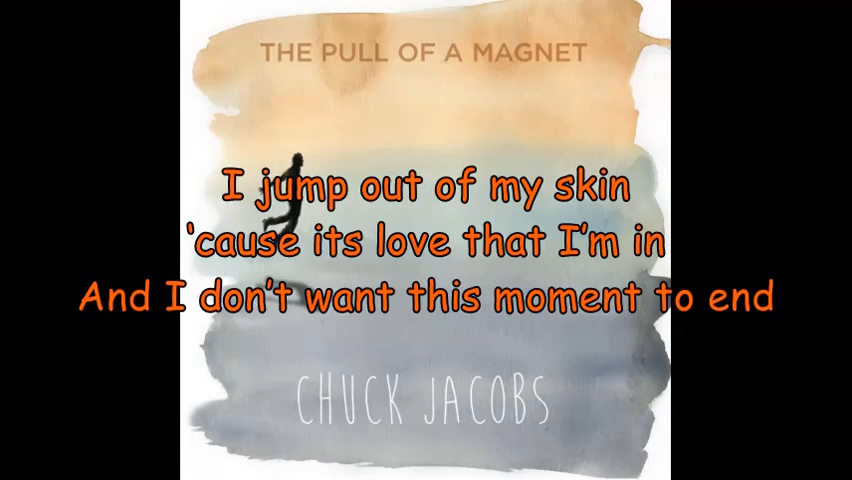 THE PULL OF A MAGNET
I jump out of my skin
‘cause its love that I’m in
And I don’t want this moment to end
CHUCK JACOBS